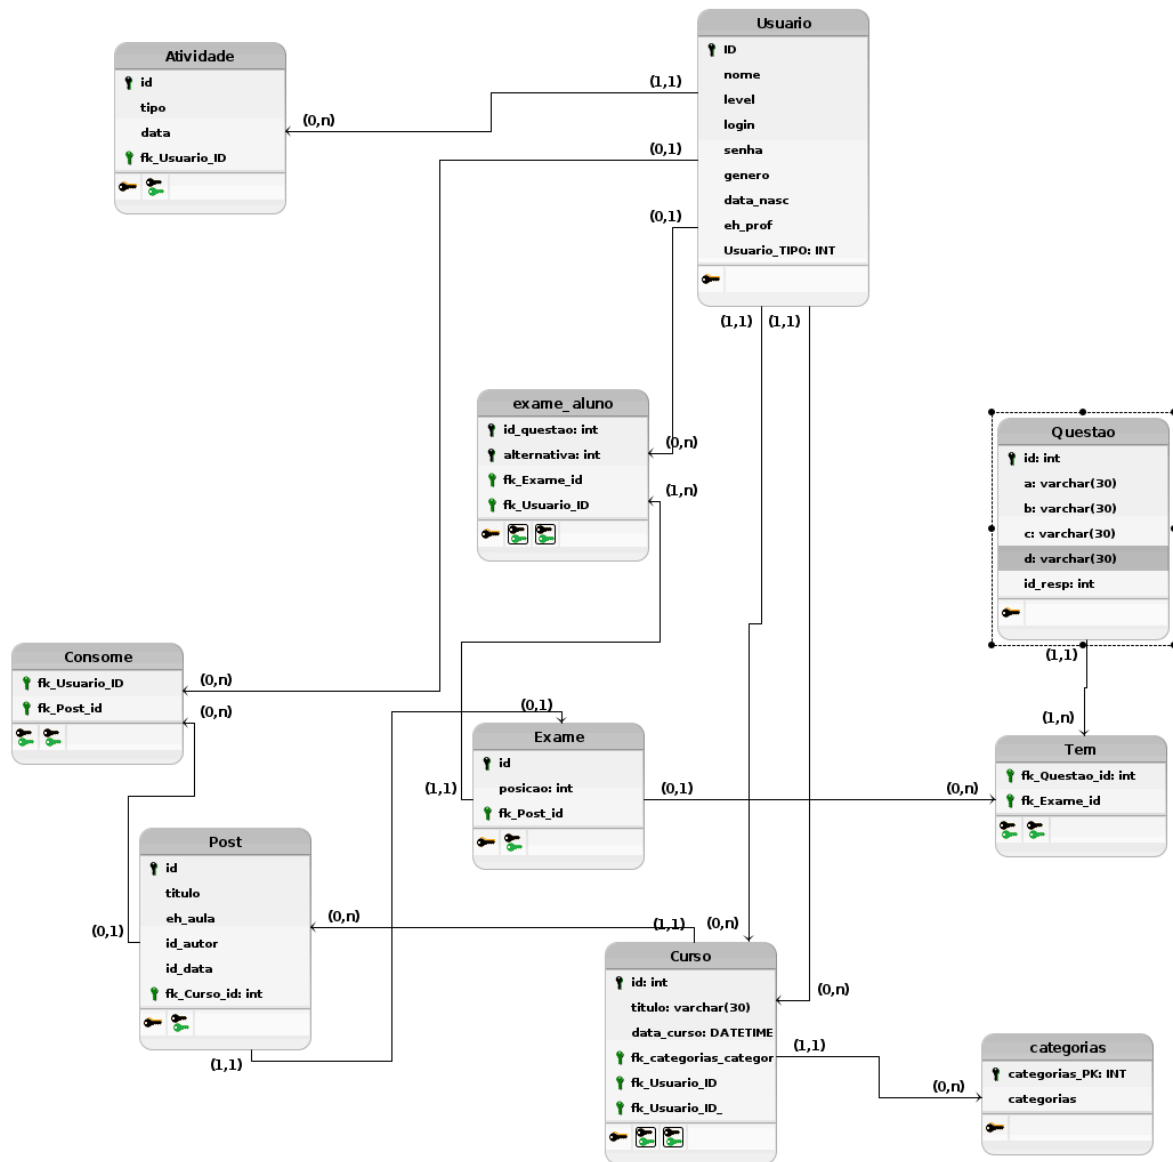 Usuario
ID
nome
level
login
senha
genero
data_nasc
eh_prof
Usuario_TIPO: INT
Atividade
id
tipo
data
fk_Usuario_ID
(1,1)
(0,n)
(0,1)
(0,1)
(1,1)
(1,1)
exame_aluno
id_questao: int
alternativa: int
fk_Exame_id
fk_Usuario_ID
(0,n)
(1,n)
Questao
id: int
a: varchar(30)
b: varchar(30)
c: varchar(30)
d: varchar(30)
id_resp: int
(1,1)
(1,n)
Consome
fk_Usuario_ID
fk_Post_id
(0,n)
(0,n)
(0,1)
Exame
id
posicao: int
fk_Post_id
(1,1)
(0,1)
(0,n)
Tem
fk_Questao_id: int
fk_Exame_id
Post
id
titulo
eh_aula
id_autor
id_data
fk_Curso_id: int
(0,1)
(1,1)
(0,n)
(1,1)
(0,n)
Curso
id: int
titulo: varchar(30)
data_curso: DATETIME
fk_categorias_categor
fk_Usuario_ID
fk_Usuario_ID_
(0,n)
(1,1)
(0,n)
categorias
categorias_PK: INT
categorias